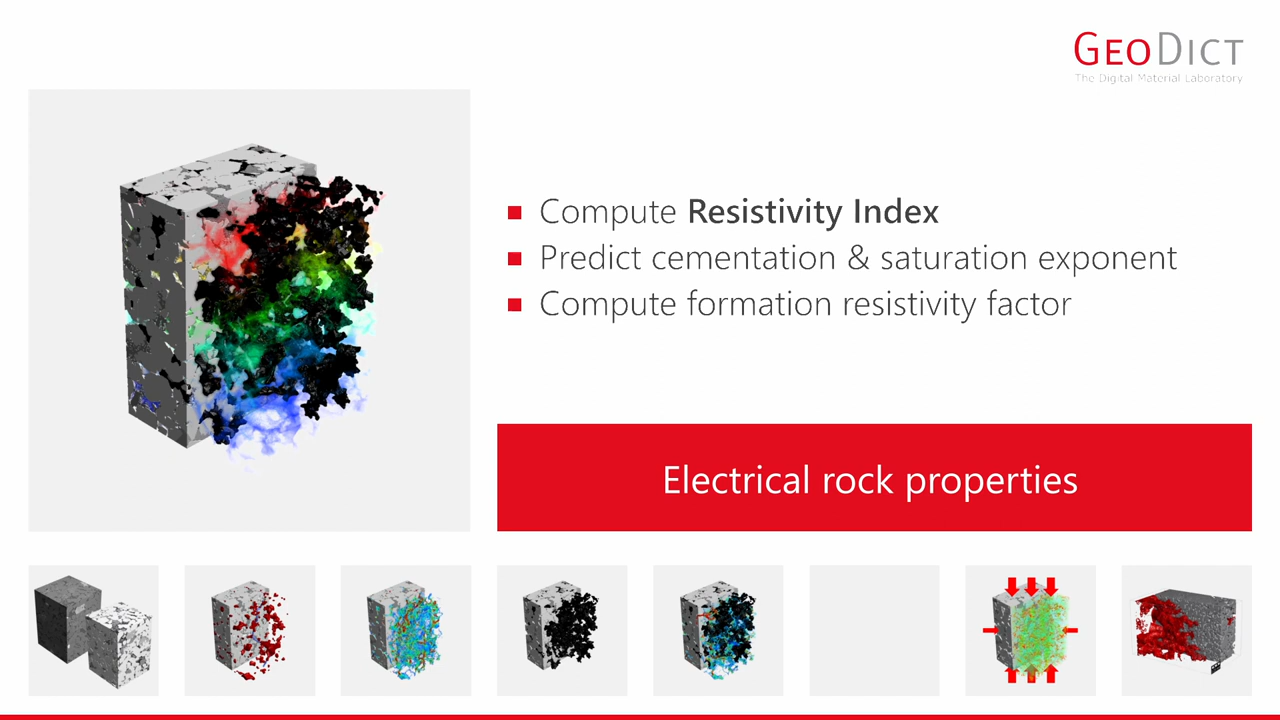 GEODICT
The Digital Material Laboratory
Compute Resistivity Index
Predict cementation & saturation exponent
Compute formation resistivity factor
Electrical rock properties